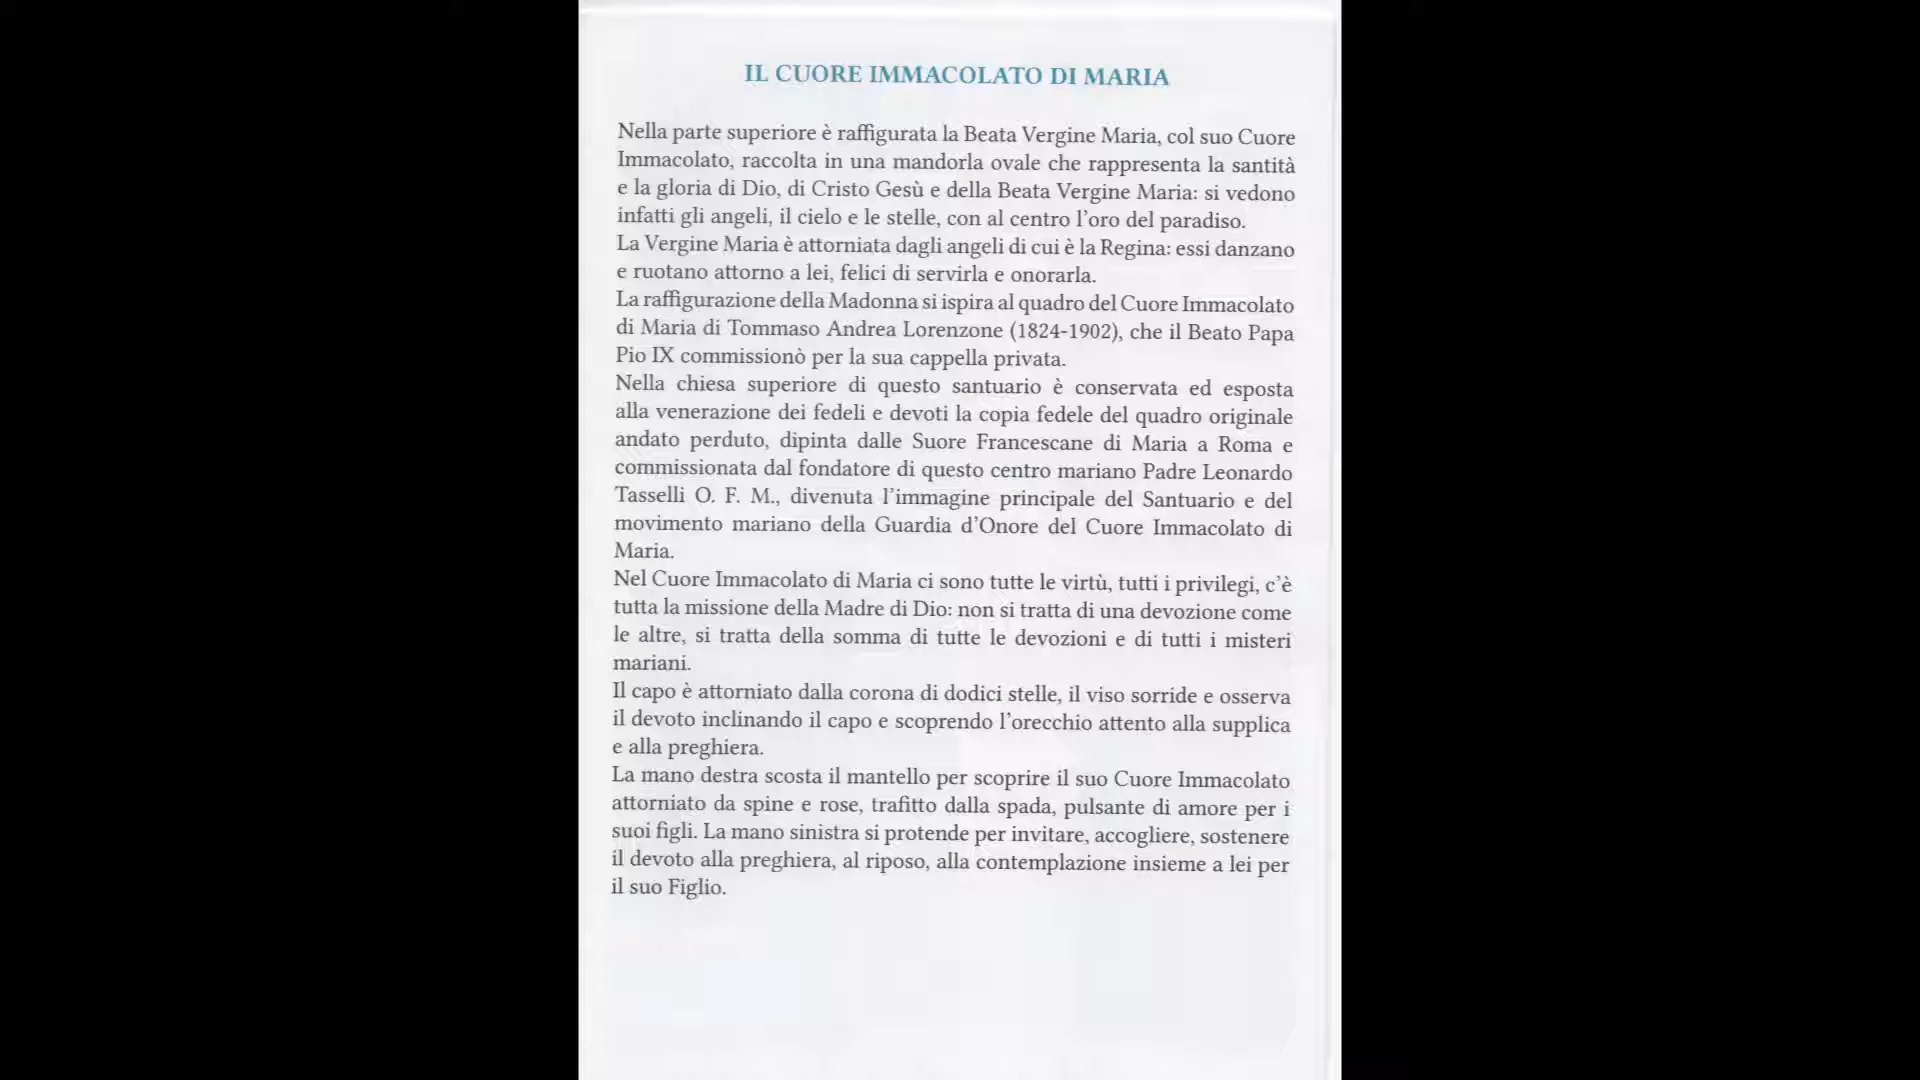 IL CUORE IMMACOLATO DI MARIA
Nella parte superiore è raffigurata la Beata Vergine Maria, col suo Cuore
Immacolato, raccolta in una mandorla ovale che rappresenta la santità
e la gloria di Dio, di Cristo Gesù e della Beata Vergine Maria: si vedono
infatti gli angeli, il cielo e le stelle, con al centro l'oro del paradiso.
La Vergine Maria è attorniata dagli angeli di cui è la Regina: essi danzano
e ruotano attorno a lei, felici di servirla e onorarla.
La raffigurazione della Madonna si ispira al quadro del Cuore Immacolato
di Maria di Tommaso Andrea Lorenzone (1824-1902), che il Beato Papa
Pio IX commissionò per la sua cappella privata.
Nella chiesa superiore di questo santuario è conservata ed esposta
alla venerazione dei fedeli e devoti la copia fedele del quadro originale
andato perduto, dipinta dalle Suore Francescane di Maria a Roma e
commissionata dal fondatore di questo centro mariano Padre Leonardo
Tasselli O. F. M., divenuta l'immagine principale del Santuario e del
movimento mariano della Guardia d'Onore del Cuore Immacolato di
Maria.
Nel Cuore Immacolato di Maria ci sono tutte le virtù, tutti i privilegi, c'è
tutta la missione della Madre di Dio: non si tratta di una devozione come
le altre, si tratta della somma di tutte le devozioni e di tutti i misteri
mariani.
Il capo è attorniato dalla corona di dodici stelle, il viso sorride e osserva
il devoto inclinando il capo e scoprendo l'orecchio attento alla supplica
e alla preghiera.
La mano destra scosta il mantello per scoprire il suo Cuore Immacolato
attorniato da spine e rose, trafitto dalla spada, pulsante di amore per i
suoi figli. La mano sinistra si protende per invitare, accogliere, sostenere
il devoto alla preghiera, al riposo, alla contemplazione insieme a lei per
il suo Figlio.